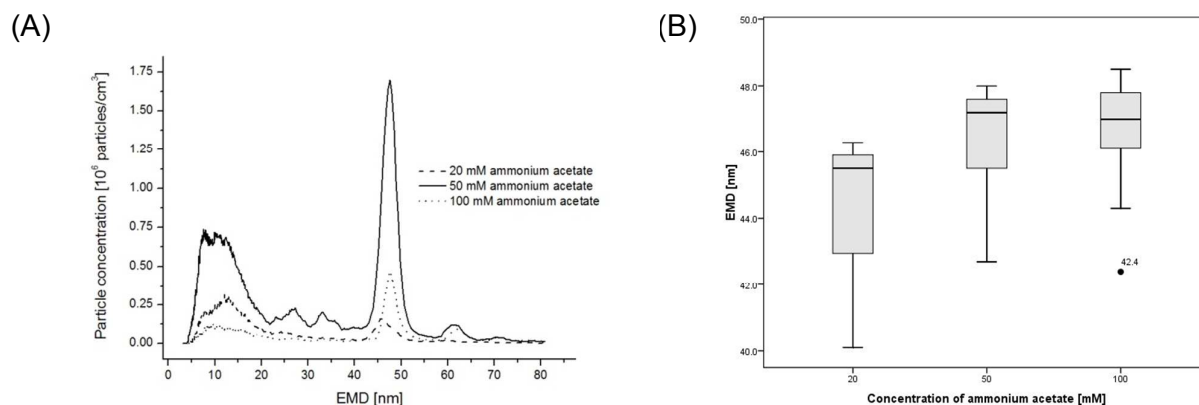 (A)
(B)
Particle concentration [10⁶ particles/cm³]
1.75
1.50
1.25
1.00
0.75
0.50
0.25
0.00
20 mM ammonium acetate
50 mM ammonium acetate
100 mM ammonium acetate
0 10 20 30 40 50 60 70 80
EMD [nm]
EMD [nm]
50.0
48.0
46.0
44.0
42.0
40.0
42.4
20 50 100
Concentration of ammonium acetate [mM]